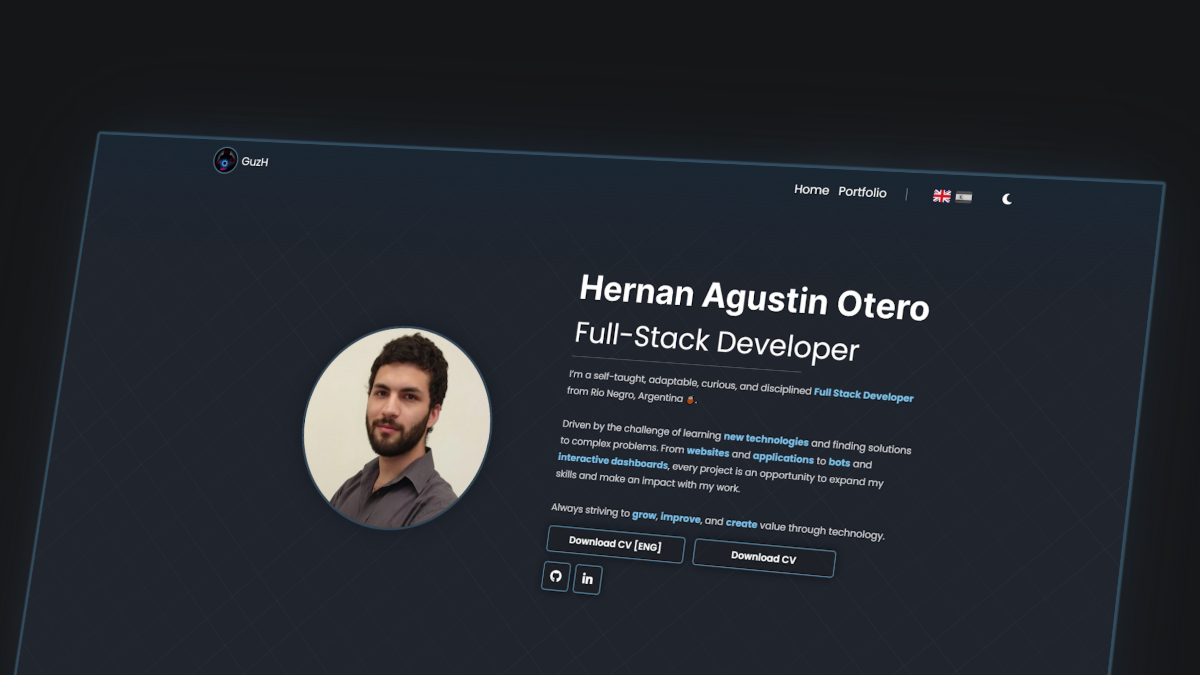 GuzH
Home Portfolio |
Hernan Agustin Otero
Full-Stack Developer
I'm a self-taught, adaptable, curious, and disciplined Full Stack Developer
from Río Negro, Argentina 🧉.
Driven by the challenge of learning new technologies and finding solutions
to complex problems. From websites and applications to bots and
interactive dashboards, every project is an opportunity to expand my
skills and make an impact with my work.
Always striving to grow, improve, and create value through technology.
Download CV [ENG] Download CV
in